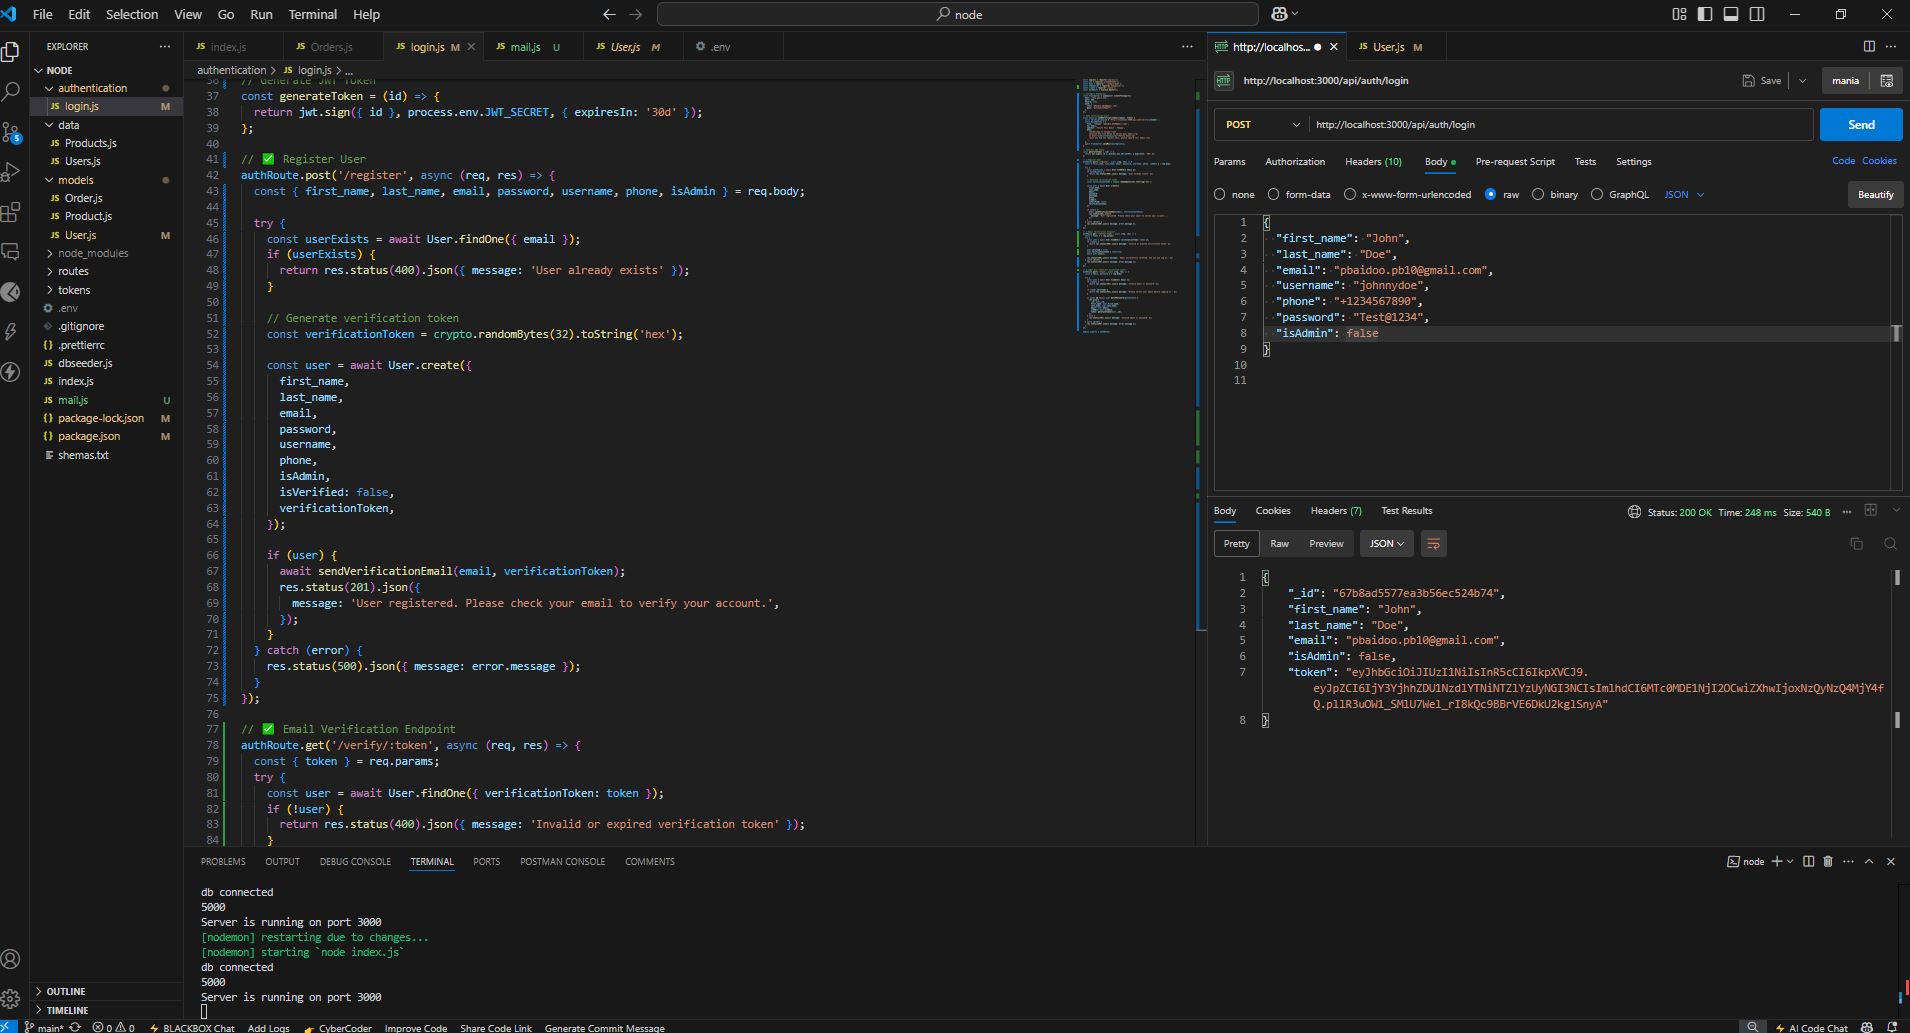 File Edit Selection View Go Run Terminal Help
node
EXPLORER
NODE
authentication
JS login.js M
data
JS Products.js
JS Users.js
models
JS Order.js
JS Product.js
JS User.js M
node_modules
routes
tokens
.env
.gitignore
{} .prettierrc
JS dbseeder.js
JS index.js
JS mail.js U
{} package-lock.json M
{} package.json M
shemas.txt
OUTLINE
TIMELINE
5
JS index.js JS Orders.js JS login.js M JS mail.js U JS User.js M .env
authentication > JS login.js > ...
36 // Generate JWT Token
37 const generateToken = (id) => {
38 return jwt.sign({ id }, process.env.JWT_SECRET, { expiresIn: '30d' });
39 };
40
41 // ✅ Register User
42 authRoute.post('/register', async (req, res) => {
43 const { first_name, last_name, email, password, username, phone, isAdmin } = req.body;
44
45 try {
46 const userExists = await User.findOne({ email });
47 if (userExists) {
48 return res.status(400).json({ message: 'User already exists' });
49 }
50
51 // Generate verification token
52 const verificationToken = crypto.randomBytes(32).toString('hex');
53
54 const user = await User.create({
55 first_name,
56 last_name,
57 email,
58 password,
59 username,
60 phone,
61 isAdmin,
62 isVerified: false,
63 verificationToken,
64 });
65
66 if (user) {
67 await sendVerificationEmail(email, verificationToken);
68 res.status(201).json({
69 message: 'User registered. Please check your email to verify your account.',
70 });
71 }
72 } catch (error) {
73 res.status(500).json({ message: error.message });
74 }
75 });
76
77 // ✅ Email Verification Endpoint
78 authRoute.get('/verify/:token', async (req, res) => {
79 const { token } = req.params;
80 try {
81 const user = await User.findOne({ verificationToken: token });
82 if (!user) {
83 return res.status(400).json({ message: 'Invalid or expired verification token' });
84 }
http://localhos... JS User.js M
http://localhost:3000/api/auth/login Save mania
POST http://localhost:3000/api/auth/login Send
Params Authorization Headers (10) Body Pre-request Script Tests Settings Code Cookies
none form-data x-www-form-urlencoded raw binary GraphQL JSON Beautify
1 {
2 "first_name": "John",
3 "last_name": "Doe",
4 "email": "pbaidoo.pb10@gmail.com",
5 "username": "johnnydoe",
6 "phone": "+1234567890",
7 "password": "Test@1234",
8 "isAdmin": false
9 }
10
11
Body Cookies Headers (7) Test Results Status: 200 OK Time: 248 ms Size: 540 B
Pretty Raw Preview JSON
1 {
2 "_id": "67b8ad5577ea3b56ec524b74",
3 "first_name": "John",
4 "last_name": "Doe",
5 "email": "pbaidoo.pb10@gmail.com",
6 "isAdmin": false,
7 "token": "eyJhbGciOiJIUzI1NiIsInR5cCI6IkpXVCJ9.
eyJpZCI6IjY3YjhhZDU1NzdlYTNiNTZlYzUyNGI3NCIsImlhdCI6MTc0MDE1NjI2OCwiZXhwIjoxNzQyNzQ4MjY4f
Q.pllR3uOW1_SMlU7Wel_rI8kQc9BBrVE6DkU2kglSnyA"
8 }
PROBLEMS OUTPUT DEBUG CONSOLE TERMINAL PORTS POSTMAN CONSOLE COMMENTS
node
db connected
5000
Server is running on port 3000
[nodemon] restarting due to changes...
[nodemon] starting `node index.js`
db connected
5000
Server is running on port 3000
main* 0 0 BLACKBOX Chat Add Logs CyberCoder Improve Code Share Code Link Generate Commit Message AI Code Chat